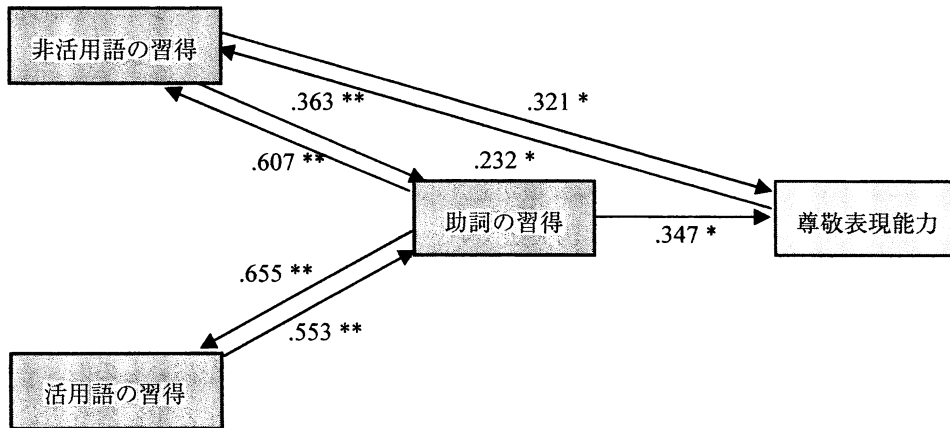 非活用語の習得
.363 **
.321 *
.607 **
.232 *
助詞の習得
尊敬表現能力
.347 *
.655 **
.553 **
活用語の習得